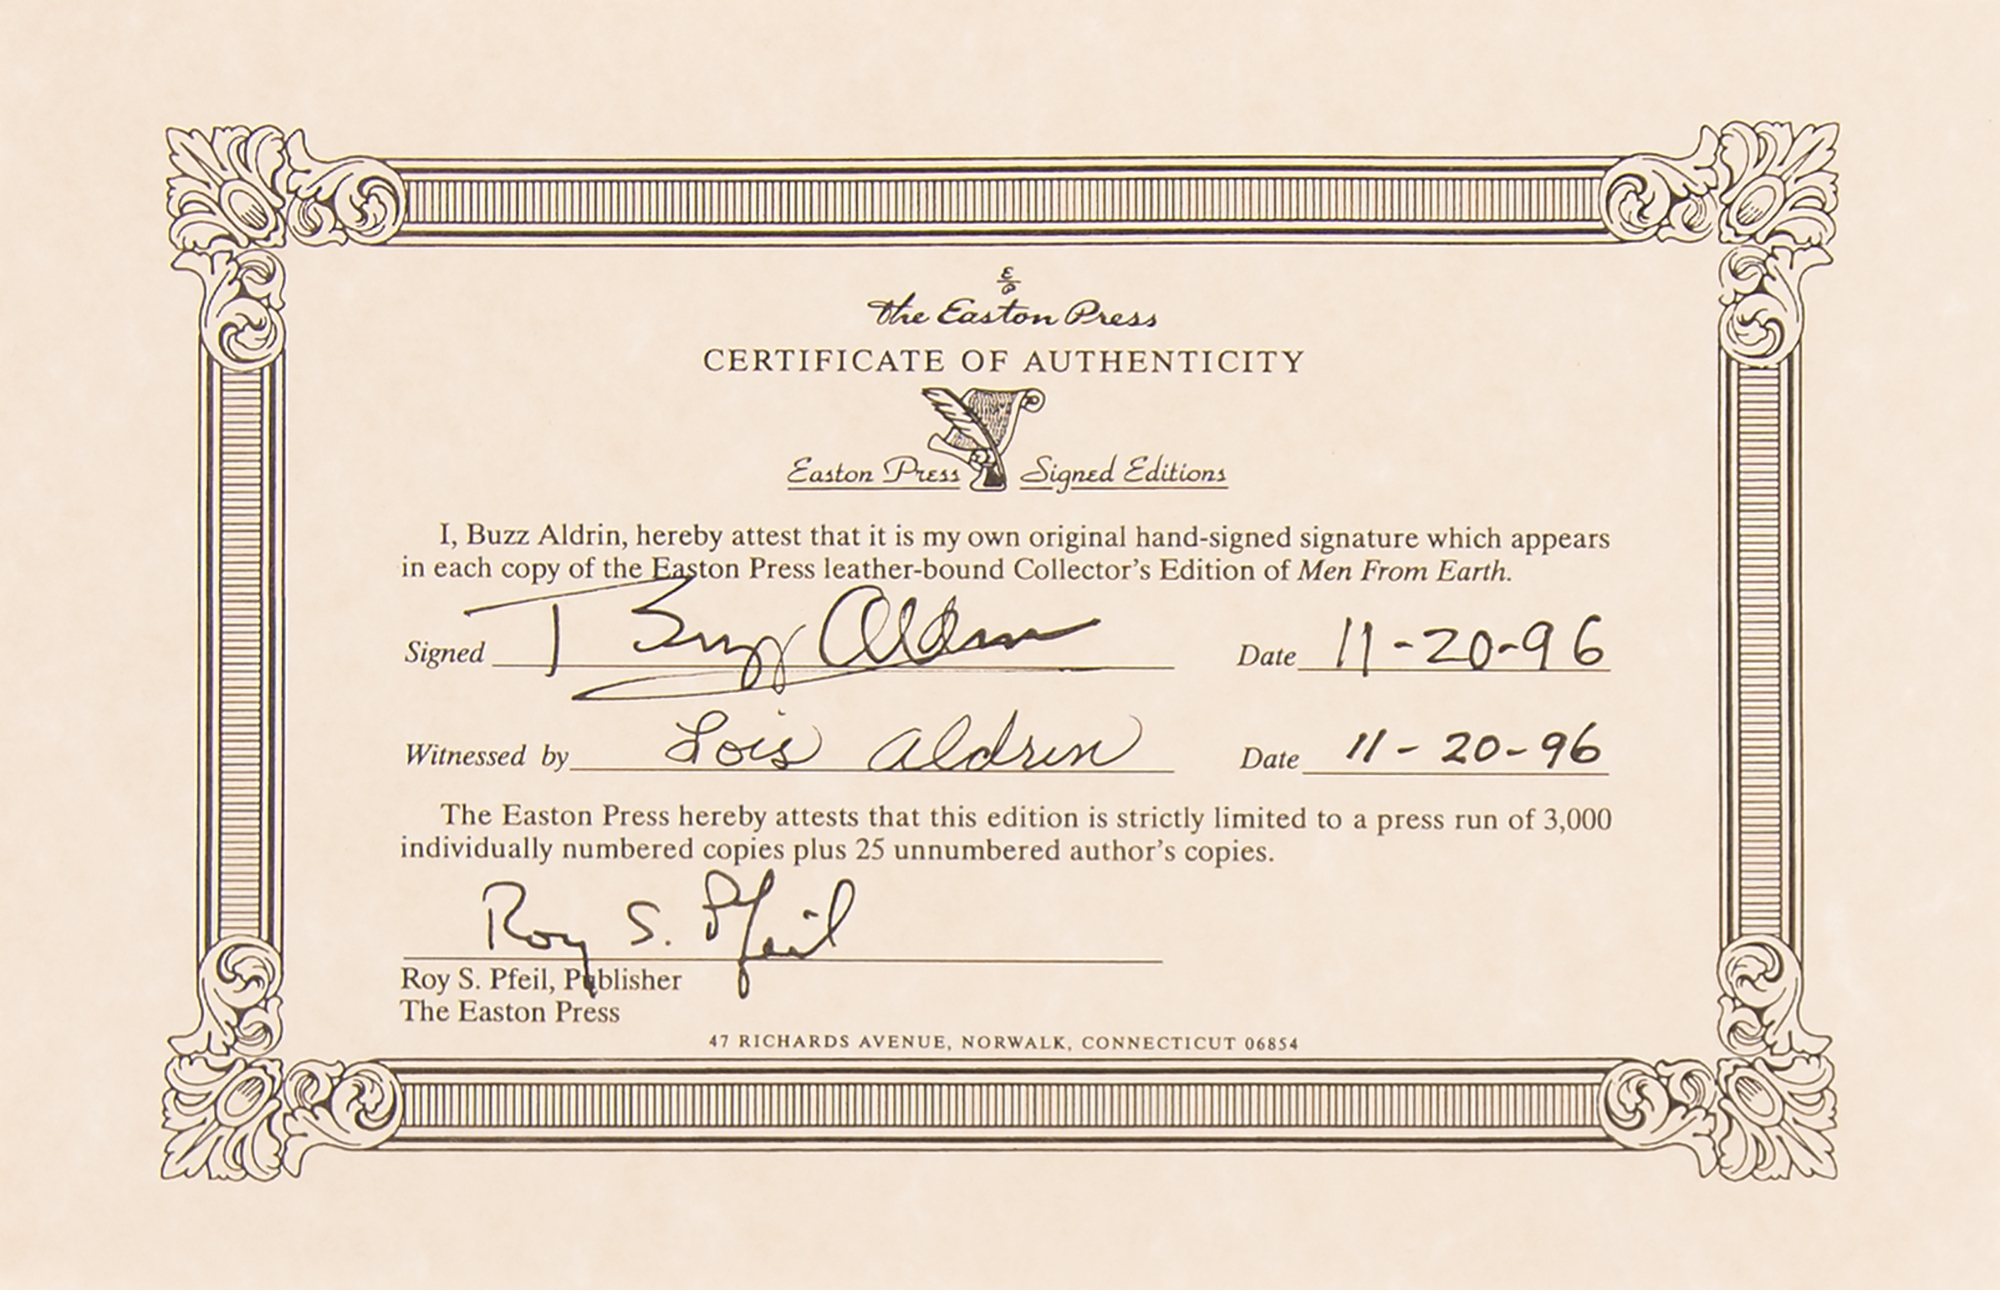 E/P
the Easton Press
CERTIFICATE OF AUTHENTICITY
Easton Press Signed Editions
I, Buzz Aldrin, hereby attest that it is my own original hand-signed signature which appears
in each copy of the Easton Press leather-bound Collector's Edition of Men From Earth.
Signed Buzz Aldrin Date 11-20-96
Witnessed by Lois Aldrin Date 11-20-96
The Easton Press hereby attests that this edition is strictly limited to a press run of 3,000
individually numbered copies plus 25 unnumbered author's copies.
Roy S. Pfeil
Roy S. Pfeil, Publisher
The Easton Press
47 RICHARDS AVENUE, NORWALK, CONNECTICUT 06854